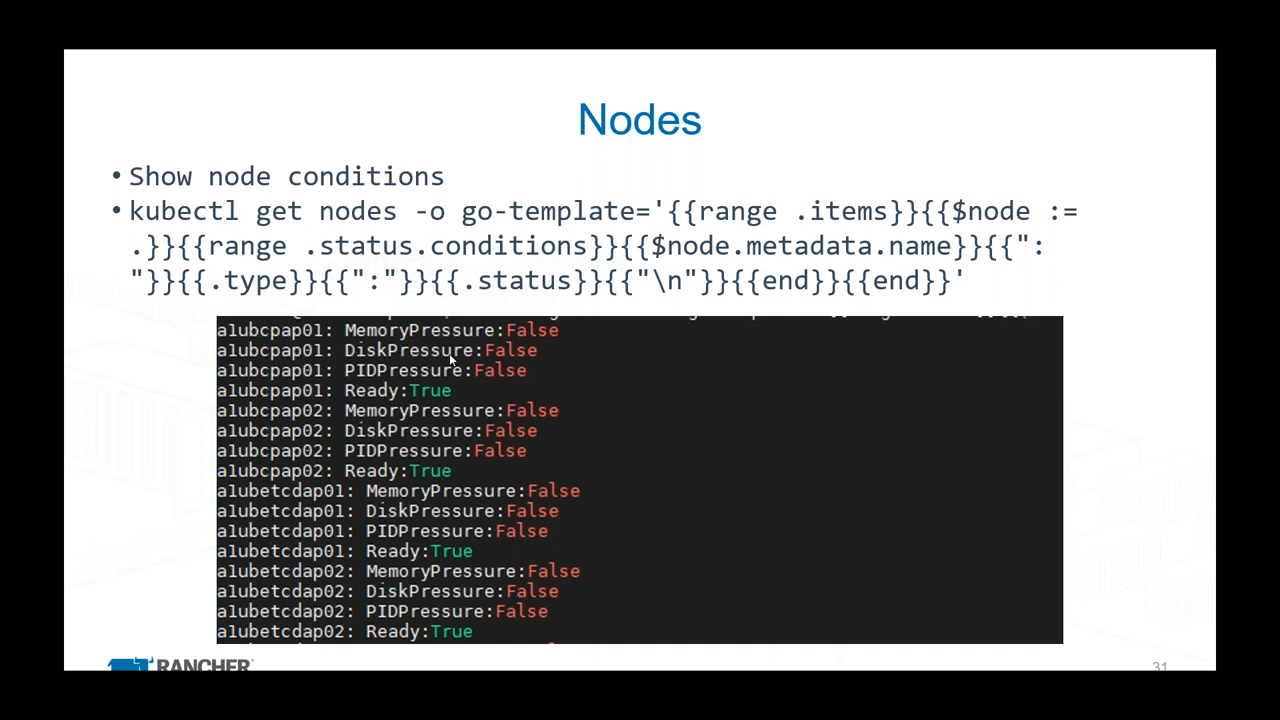 Nodes
• Show node conditions
• kubectl get nodes -o go-template='{{range .items}}{{$node :=
.}}{{range .status.conditions}}{{$node.metadata.name}}{{":
"}}{{.type}}{{":"}}{{.status}}{{"\n"}}{{end}}{{end}}'
a1ubcpap01: MemoryPressure:False
a1ubcpap01: DiskPressure:False
a1ubcpap01: PIDPressure:False
a1ubcpap01: Ready:True
a1ubcpap02: MemoryPressure:False
a1ubcpap02: DiskPressure:False
a1ubcpap02: PIDPressure:False
a1ubcpap02: Ready:True
a1ubetcdap01: MemoryPressure:False
a1ubetcdap01: DiskPressure:False
a1ubetcdap01: PIDPressure:False
a1ubetcdap01: Ready:True
a1ubetcdap02: MemoryPressure:False
a1ubetcdap02: DiskPressure:False
a1ubetcdap02: PIDPressure:False
a1ubetcdap02: Ready:True
RANCHER
31